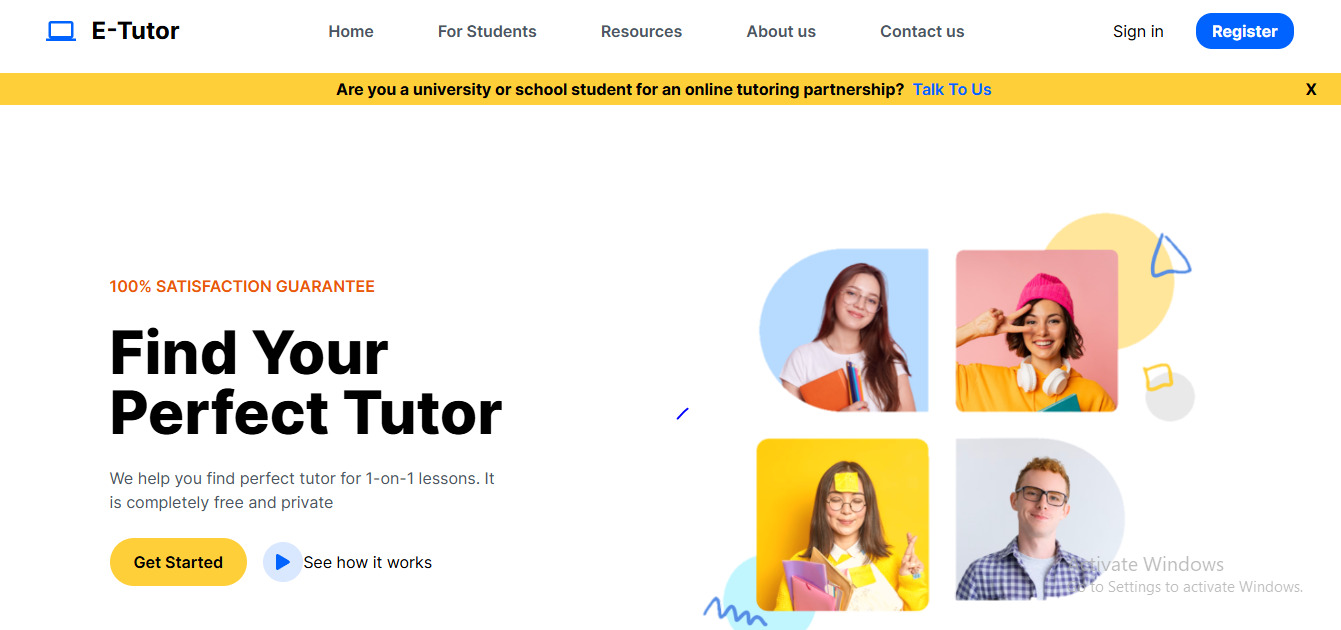 E-Tutor
Home
For Students
Resources
About us
Contact us
Sign in
Register
Are you a university or school student for an online tutoring partnership? Talk To Us
X
100% SATISFACTION GUARANTEE
Find Your
Perfect Tutor
We help you find perfect tutor for 1-on-1 lessons. It
is completely free and private
Get Started
See how it works
Activate Windows
Go to Settings to activate Windows.